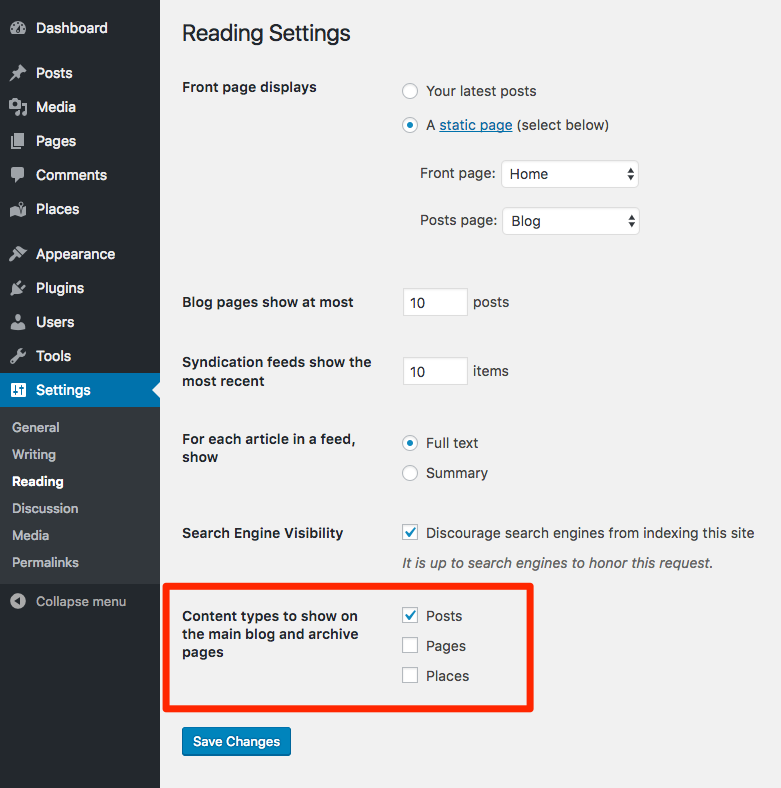 Dashboard
Posts
Media
Pages
Comments
Places
Appearance
Plugins
Users
Tools
Settings
General
Writing
Reading
Discussion
Media
Permalinks
Collapse menu
Reading Settings
Front page displays
Your latest posts
A static page (select below)
Front page: Home
Posts page: Blog
Blog pages show at most
10 posts
Syndication feeds show the
most recent
10 items
For each article in a feed,
show
Full text
Summary
Search Engine Visibility
Discourage search engines from indexing this site
It is up to search engines to honor this request.
Content types to show on
the main blog and archive
pages
Posts
Pages
Places
Save Changes